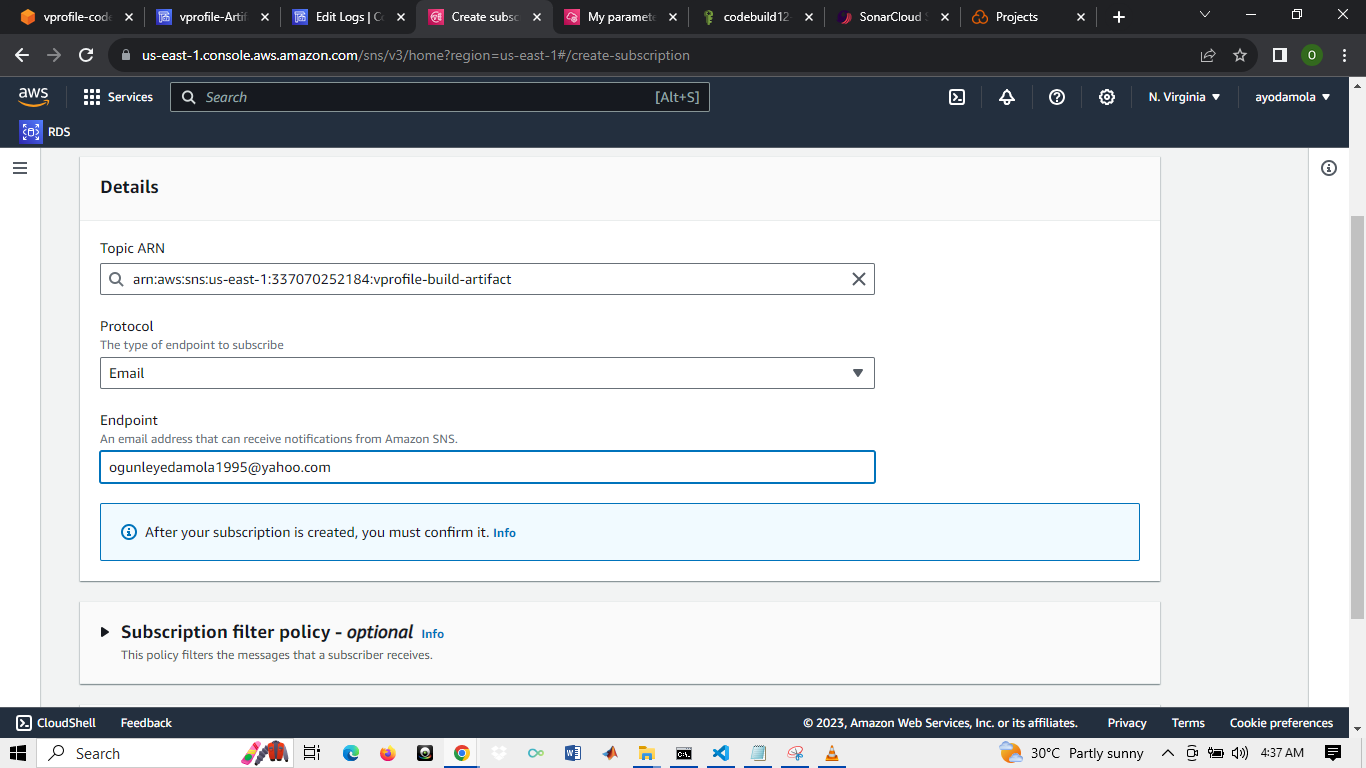 vprofile-cod
vprofile-Artif
Edit Logs | Co
Create subsc
My paramete
codebuild12
SonarCloud S
Projects
us-east-1.console.aws.amazon.com/sns/v3/home?region=us-east-1#/create-subscription
O
aws
Services
Search
[Alt+S]
N. Virginia
ayodamola
RDS
Details
Topic ARN
arn:aws:sns:us-east-1:337070252184:vprofile-build-artifact
Protocol
The type of endpoint to subscribe
Email
Endpoint
An email address that can receive notifications from Amazon SNS.
ogunleyedamola1995@yahoo.com
After your subscription is created, you must confirm it. Info
Subscription filter policy - optional Info
This policy filters the messages that a subscriber receives.
CloudShell
Feedback
© 2023, Amazon Web Services, Inc. or its affiliates.
Privacy
Terms
Cookie preferences
Search
30°C Partly sunny
4:37 AM